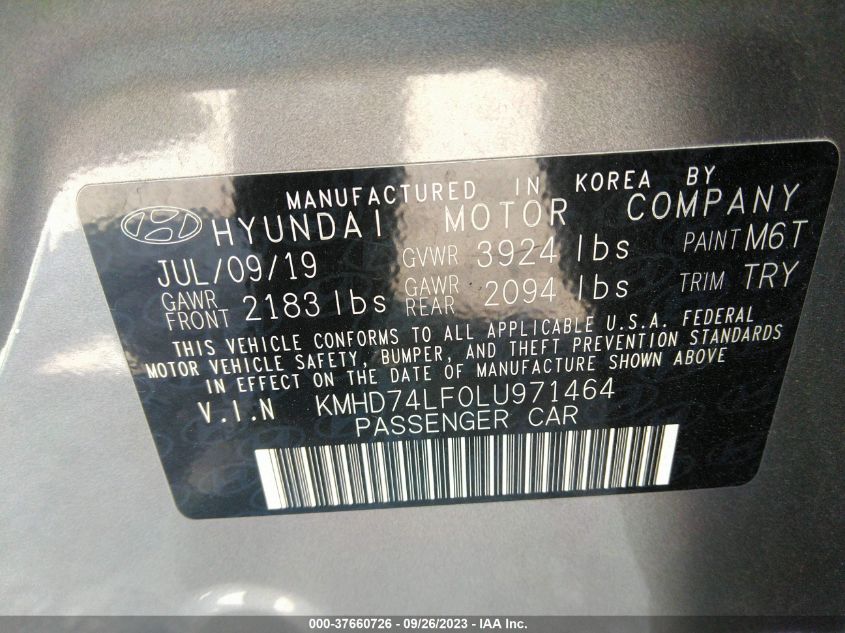 MANUFACTURED IN KOREA BY
HYUNDAI MOTOR COMPANY
JUL/09/19 GVWR 3924 lbs PAINT M6T
GAWR FRONT 2183 lbs GAWR REAR 2094 lbs TRIM TRY
THIS VEHICLE CONFORMS TO ALL APPLICABLE U.S.A. FEDERAL
MOTOR VEHICLE SAFETY, BUMPER, AND THEFT PREVENTION STANDARDS
IN EFFECT ON THE DATE OF MANUFACTURE SHOWN ABOVE
V.I.N KMHD74LF0LU971464
PASSENGER CAR
000-37660726 - 09/26/2023 - IAA Inc.